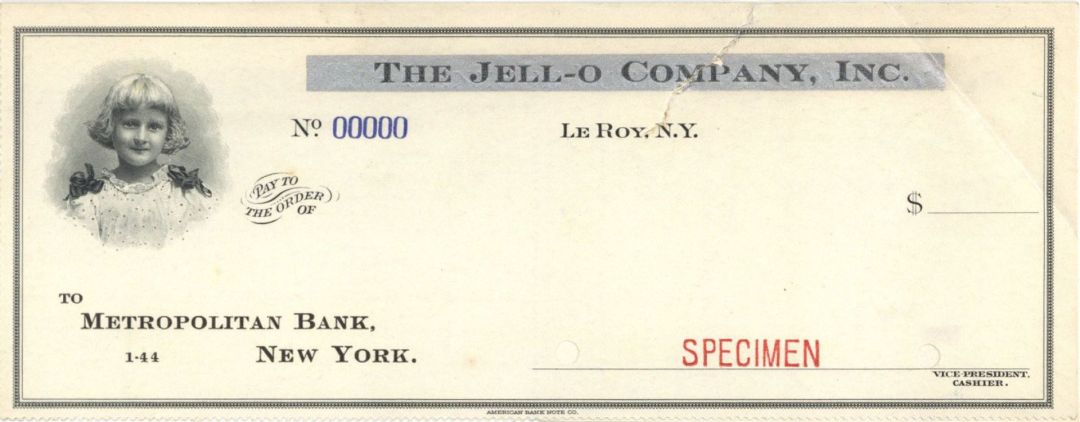 THE JELL-O COMPANY, INC.
Nº 00000
LE ROY, N.Y.
PAY TO
THE ORDER
OF
$
TO
METROPOLITAN BANK,
1-44 NEW YORK.
SPECIMEN
VICE-PRESIDENT.
CASHIER.
AMERICAN BANK NOTE CO.